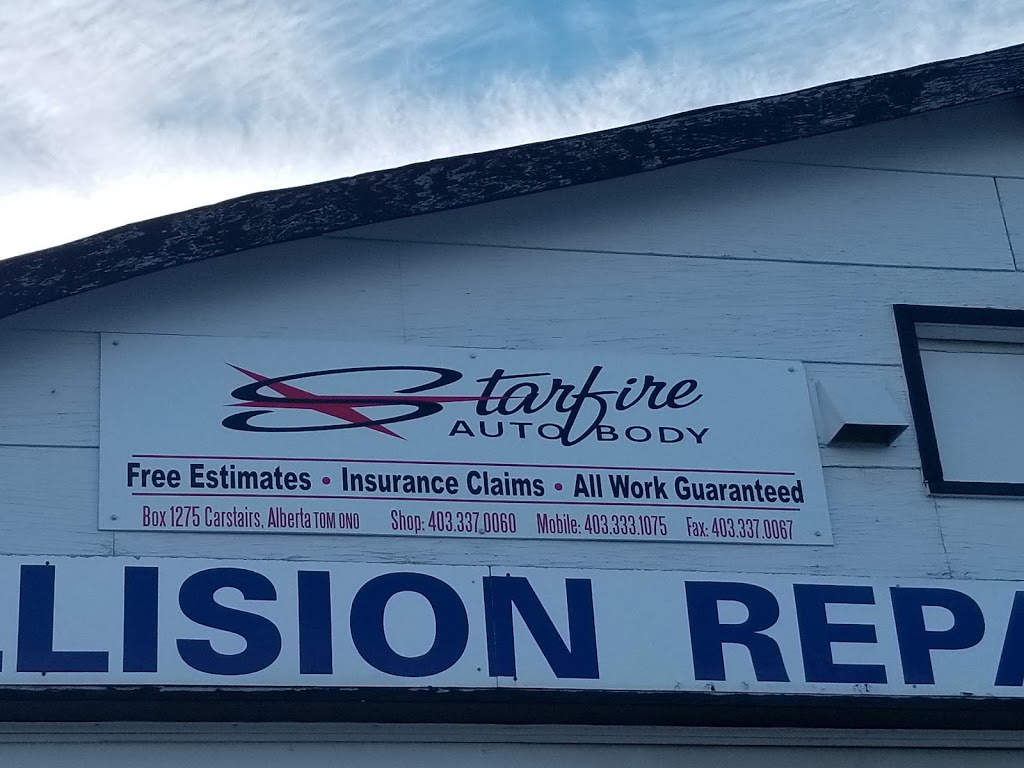 Starfire
AUTO BODY
Free Estimates • Insurance Claims • All Work Guaranteed
Box 1275 Carstairs, Alberta TOM ONO Shop: 403.337.0060 Mobile: 403.333.1075 Fax: 403.337.0067
LLISION REPA